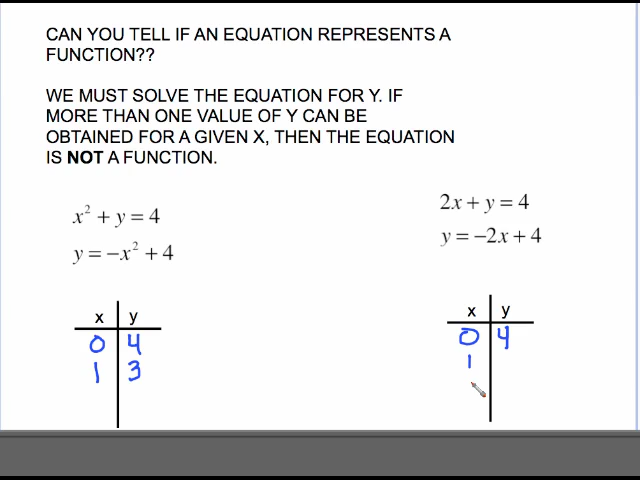 CAN YOU TELL IF AN EQUATION REPRESENTS A
FUNCTION??
WE MUST SOLVE THE EQUATION FOR Y. IF
MORE THAN ONE VALUE OF Y CAN BE
OBTAINED FOR A GIVEN X, THEN THE EQUATION
IS NOT A FUNCTION.
x² + y = 4
y = −x² + 4
x y
0 4
1 3
2x + y = 4
y = −2x + 4
x y
0 4
1